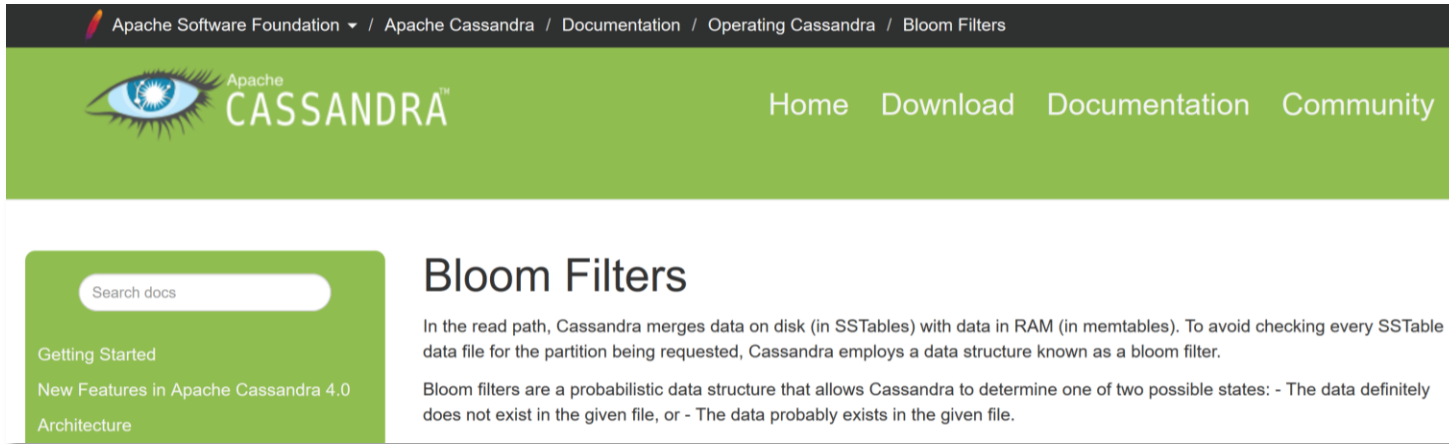 Apache Software Foundation / Apache Cassandra / Documentation / Operating Cassandra / Bloom Filters
Apache
CASSANDRA™
Home Download Documentation Community
Search docs
Getting Started
New Features in Apache Cassandra 4.0
Architecture
Bloom Filters
In the read path, Cassandra merges data on disk (in SSTables) with data in RAM (in memtables). To avoid checking every SSTable
data file for the partition being requested, Cassandra employs a data structure known as a bloom filter.
Bloom filters are a probabilistic data structure that allows Cassandra to determine one of two possible states: - The data definitely
does not exist in the given file, or - The data probably exists in the given file.